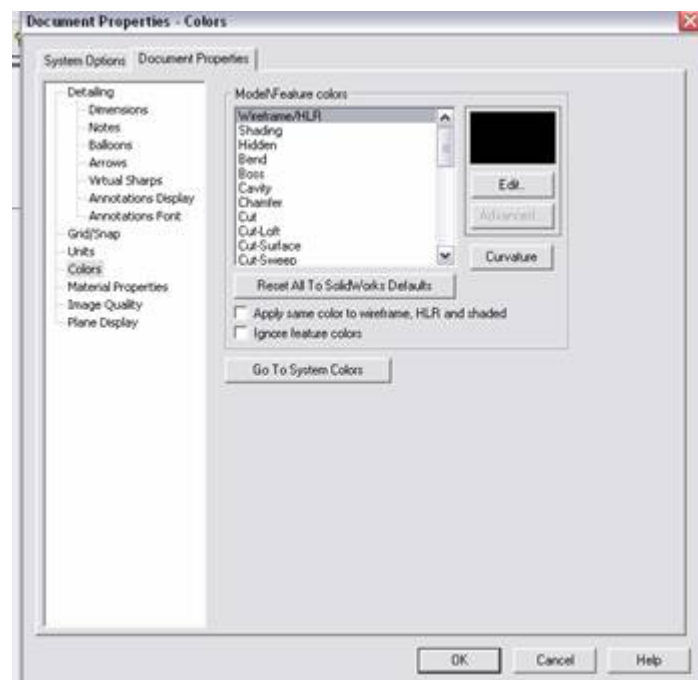 Document Properties - Colors
System Options
Document Properties
Detailing
Dimensions
Notes
Balloons
Arrows
Virtual Sharps
Annotations Display
Annotations Font
Grid/Snap
Units
Colors
Material Properties
Image Quality
Plane Display
Model\Feature colors
Wireframe/HLR
Shading
Hidden
Bend
Boss
Cavity
Chamfer
Cut
Cut-Loft
Cut-Surface
Cut-Sweep
Edit...
Advanced...
Curvature
Reset All To SolidWorks Defaults
Apply same color to wireframe, HLR and shaded
Ignore feature colors
Go To System Colors
OK
Cancel
Help